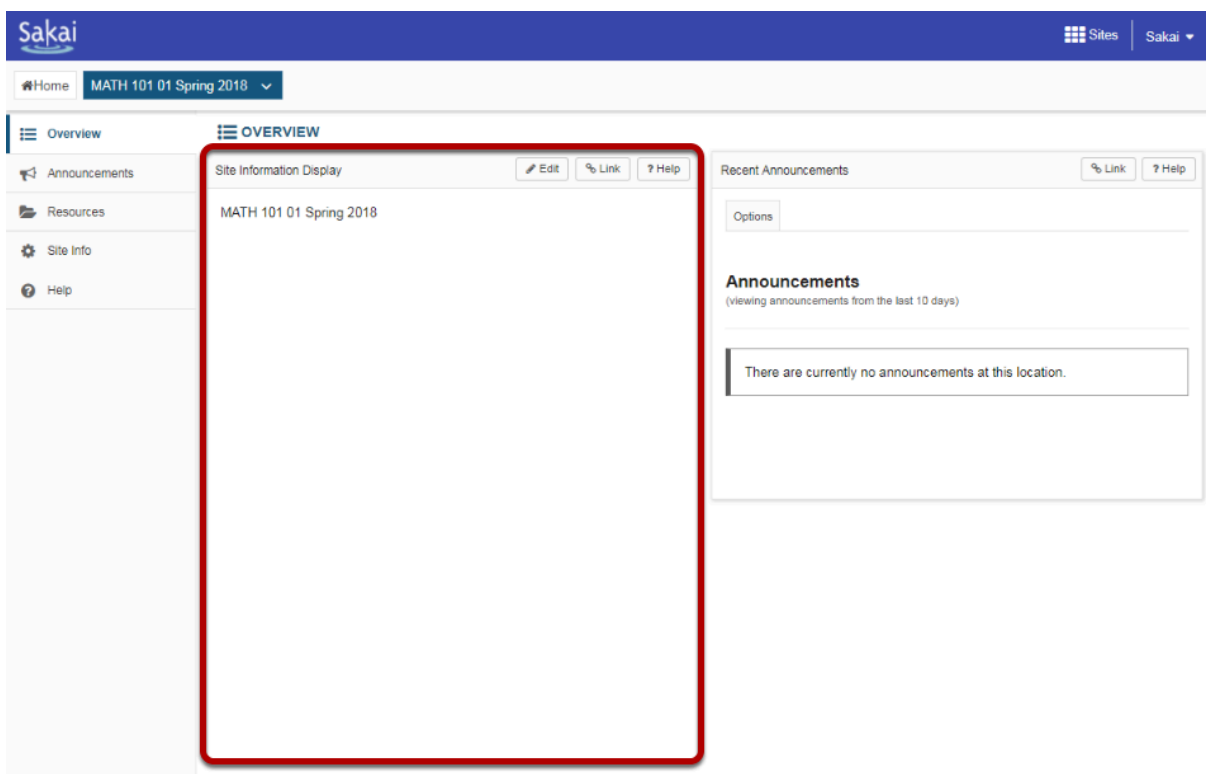 Sakai
Sites
Sakai
Home
MATH 101 01 Spring 2018
Overview
Announcements
Resources
Site Info
Help
OVERVIEW
Site Information Display
Edit
Link
? Help
MATH 101 01 Spring 2018
Recent Announcements
Link
? Help
Options
Announcements
(viewing announcements from the last 10 days)
There are currently no announcements at this location.